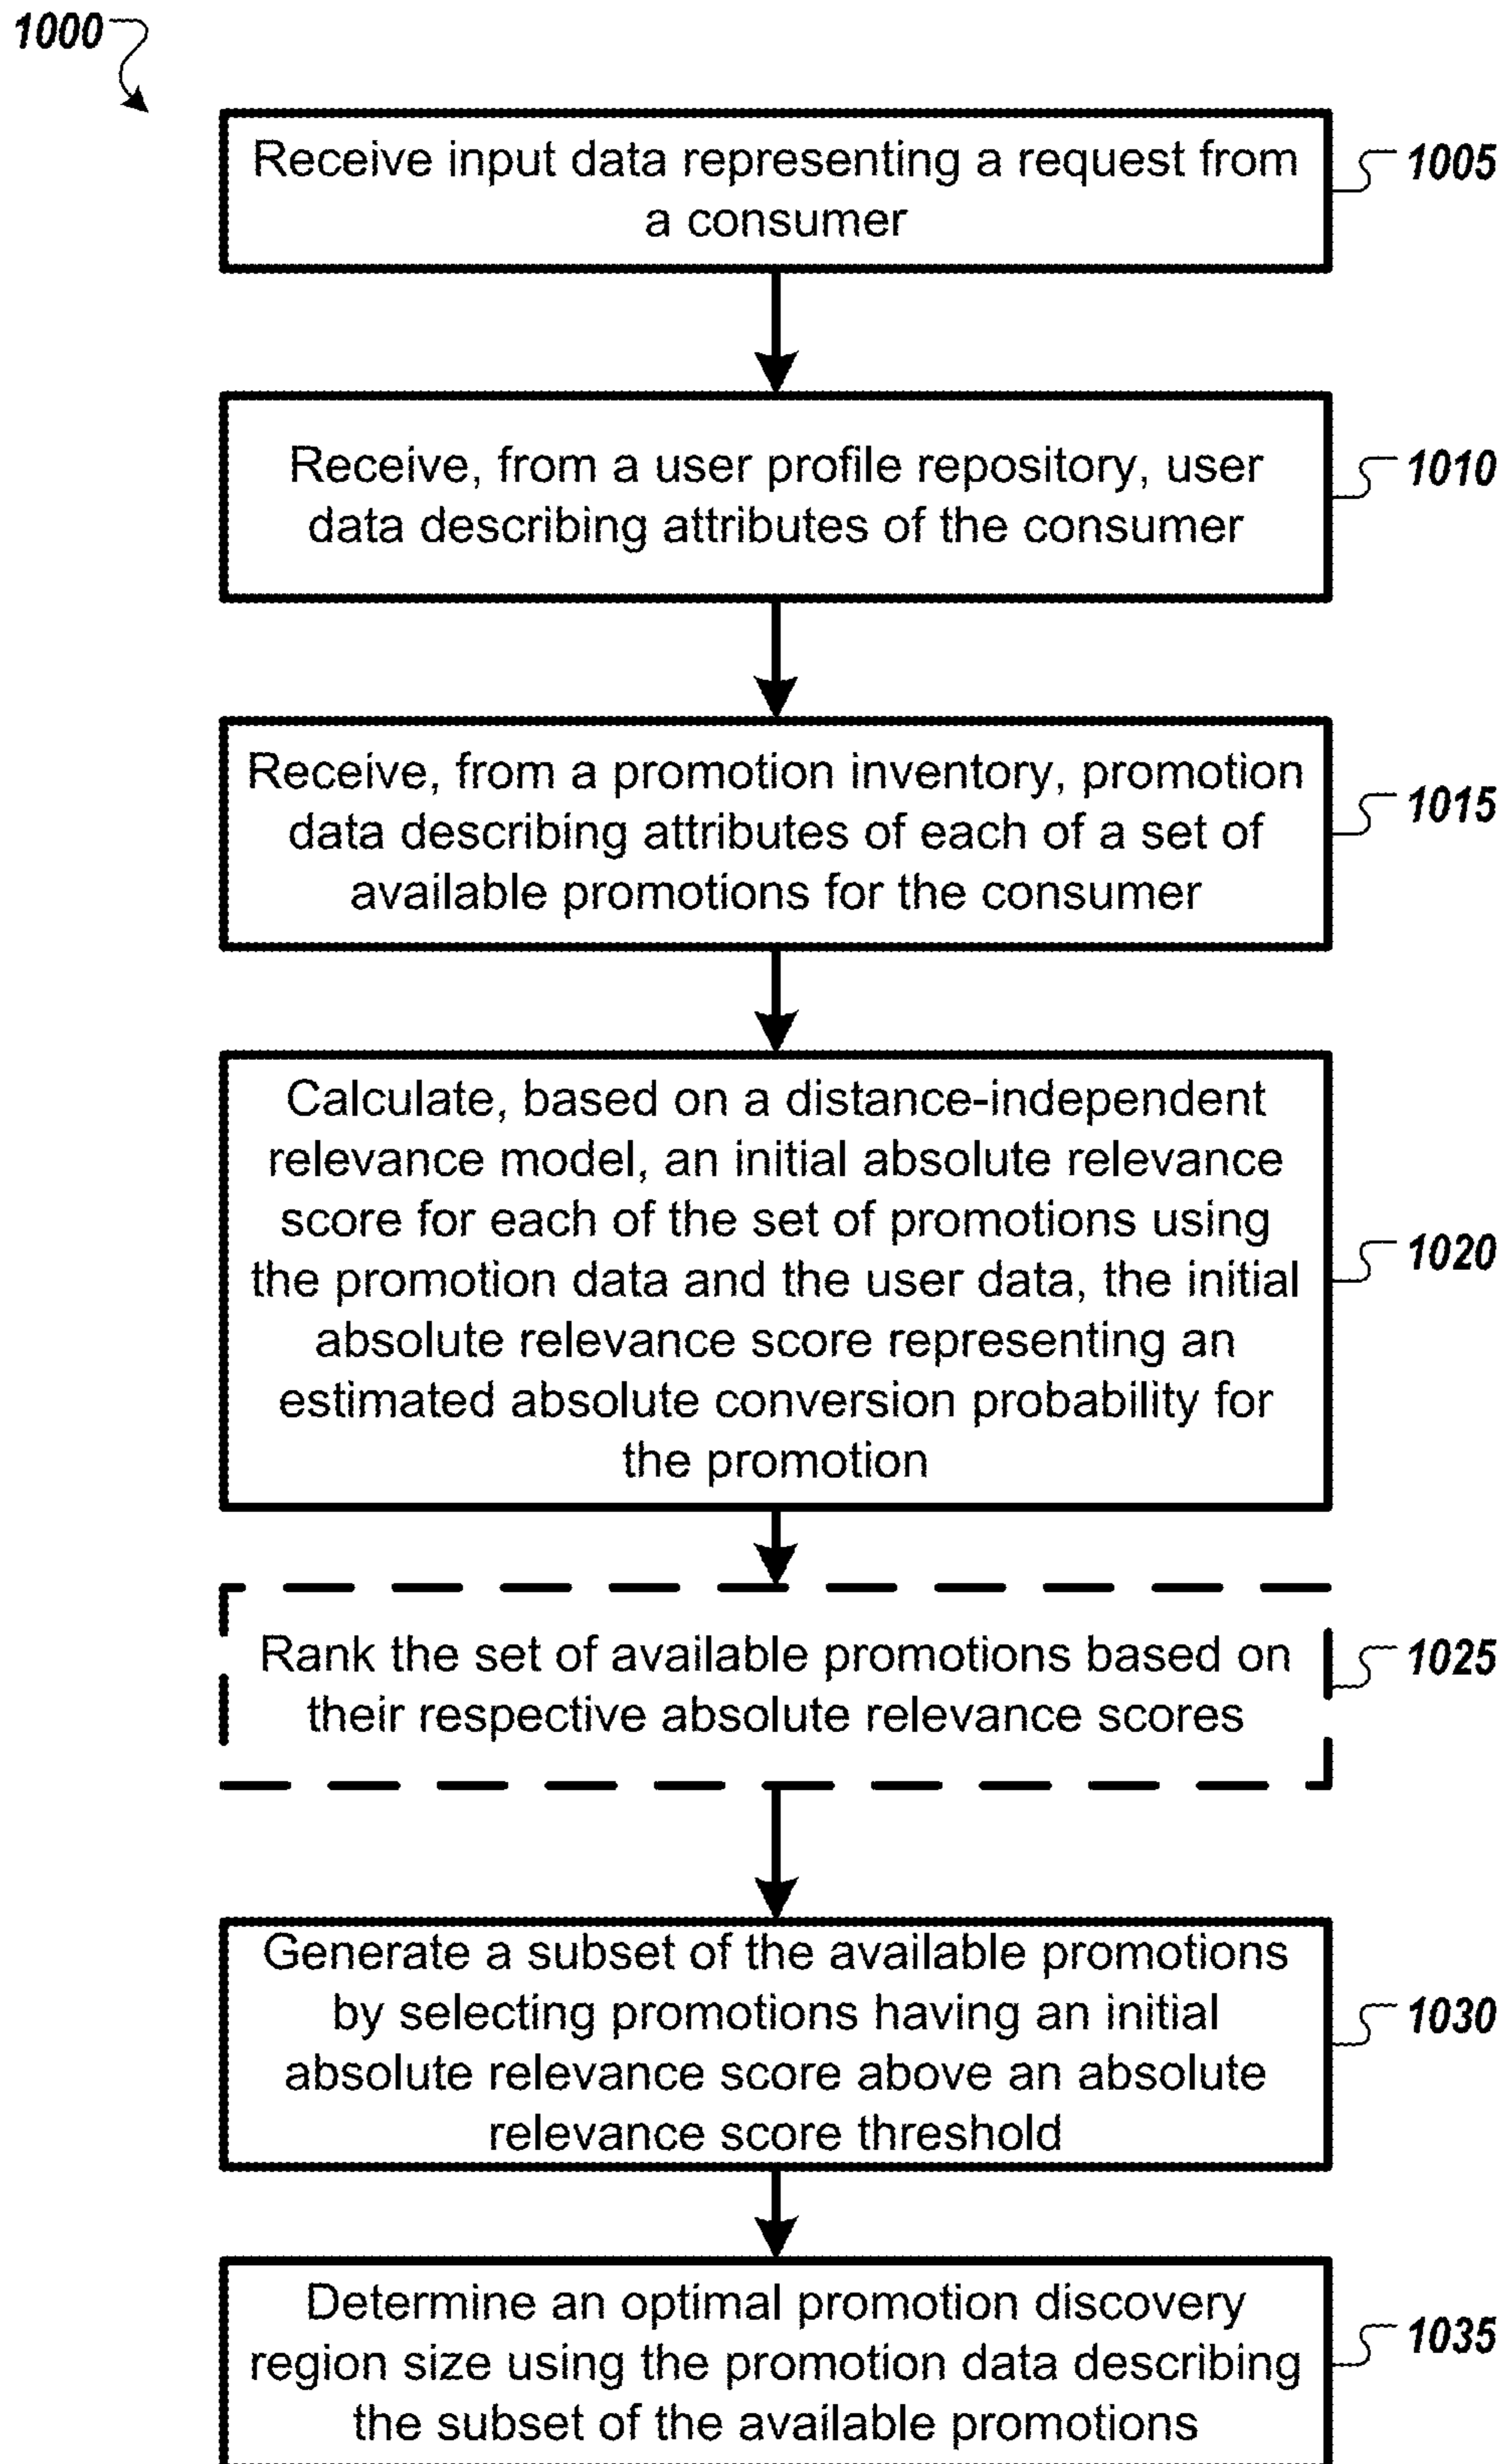 1000
Receive input data representing a request from
a consumer
1005
Receive, from a user profile repository, user
data describing attributes of the consumer
1010
Receive, from a promotion inventory, promotion
data describing attributes of each of a set of
available promotions for the consumer
1015
Calculate, based on a distance-independent
relevance model, an initial absolute relevance
score for each of the set of promotions using
the promotion data and the user data, the initial
absolute relevance score representing an
estimated absolute conversion probability for
the promotion
1020
Rank the set of available promotions based on
their respective absolute relevance scores
1025
Generate a subset of the available promotions
by selecting promotions having an initial
absolute relevance score above an absolute
relevance score threshold
1030
Determine an optimal promotion discovery
region size using the promotion data describing
the subset of the available promotions
1035